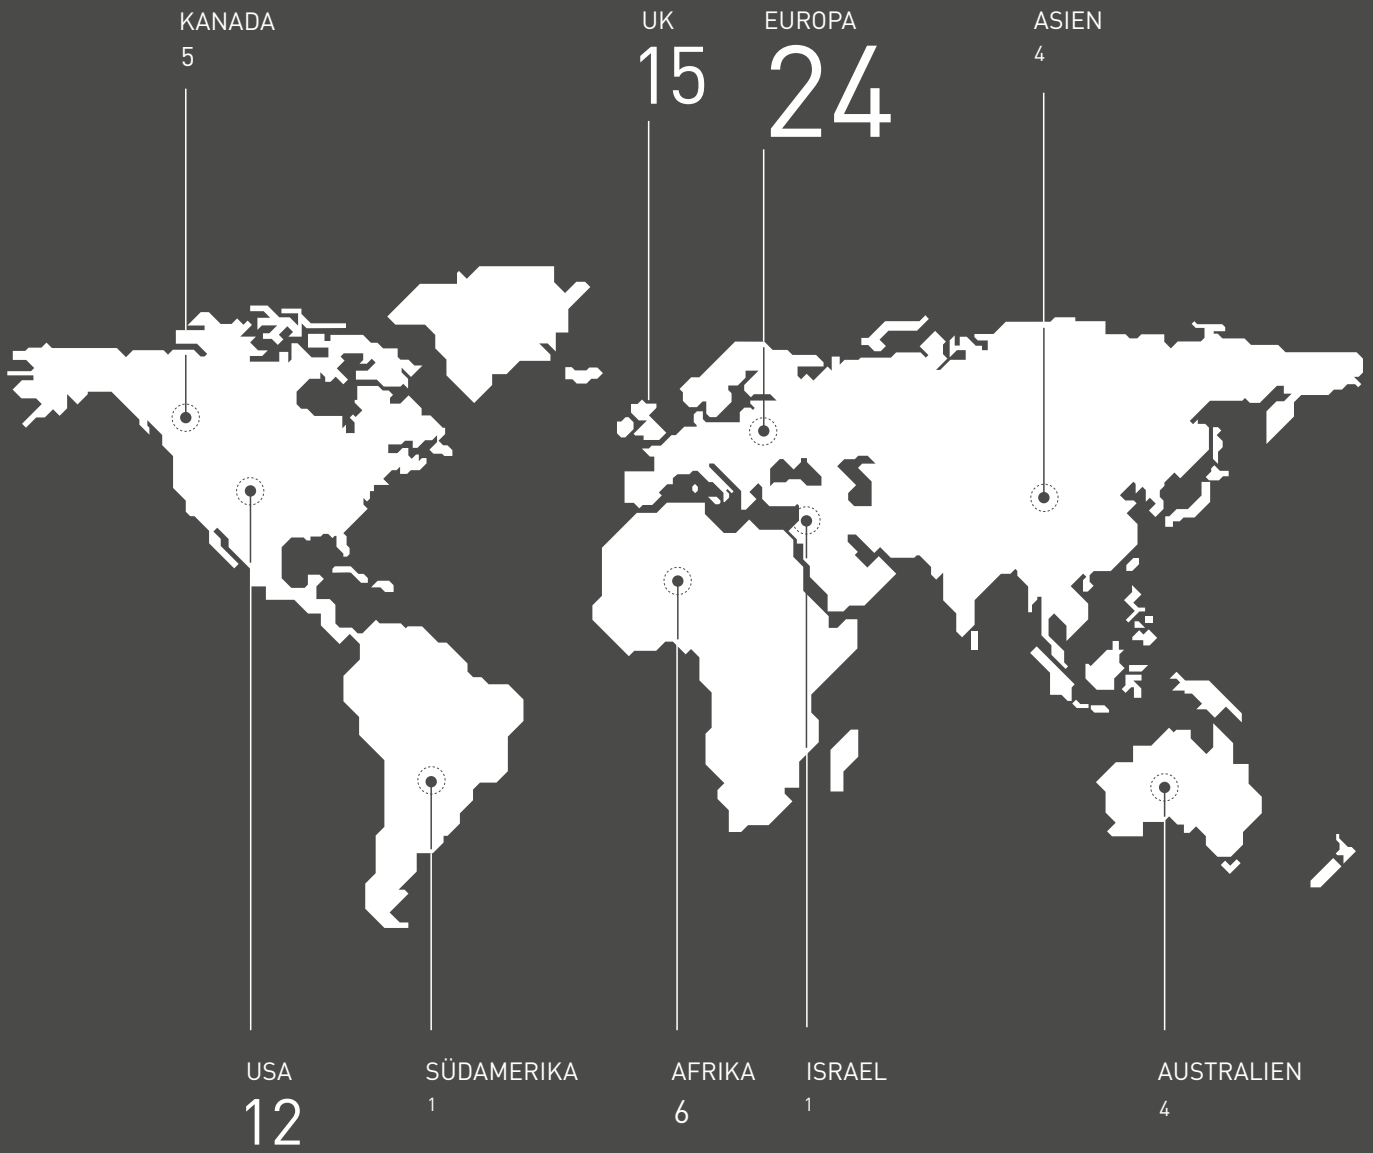 KANADA
5
UK
15
EUROPA
24
ASIEN
4
USA
12
SÜDAMERIKA
1
AFRIKA
6
ISRAEL
1
AUSTRALIEN
4